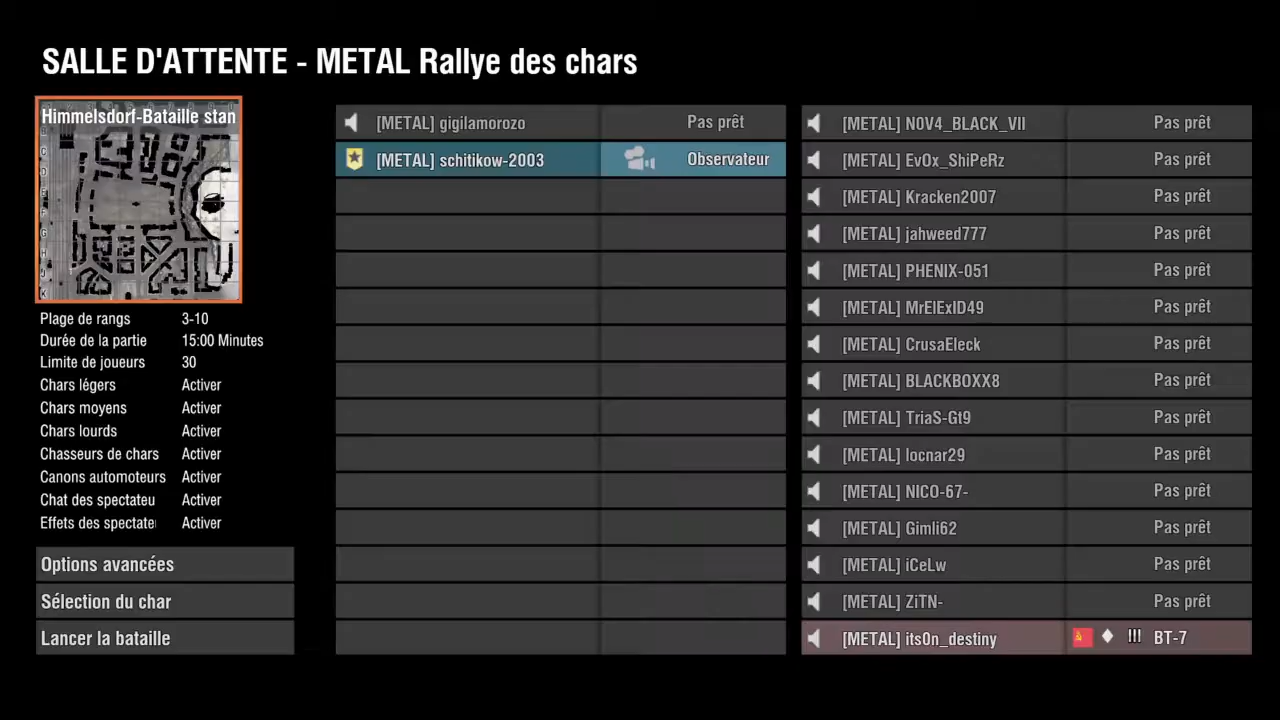 SALLE D'ATTENTE - METAL Rallye des chars
Himmelsdorf-Bataille stan
Plage de rangs 3-10
Durée de la partie 15:00 Minutes
Limite de joueurs 30
Chars légers Activer
Chars moyens Activer
Chars lourds Activer
Chasseurs de chars Activer
Canons automoteurs Activer
Chat des spectateu Activer
Effets des spectate Activer
Options avancées
Sélection du char
Lancer la bataille
[METAL] gigilamorozo Pas prêt
[METAL] schitikow-2003 Observateur
[METAL] N0V4_BLACK_VII Pas prêt
[METAL] EvOx_ShiPeRz Pas prêt
[METAL] Kracken2007 Pas prêt
[METAL] jahweed777 Pas prêt
[METAL] PHENIX-051 Pas prêt
[METAL] MrElExID49 Pas prêt
[METAL] CrusaEleck Pas prêt
[METAL] BLACKBOXX8 Pas prêt
[METAL] TriaS-Gt9 Pas prêt
[METAL] locnar29 Pas prêt
[METAL] NICO-67- Pas prêt
[METAL] Gimli62 Pas prêt
[METAL] iCeLw Pas prêt
[METAL] ZiTN- Pas prêt
[METAL] its0n_destiny III BT-7